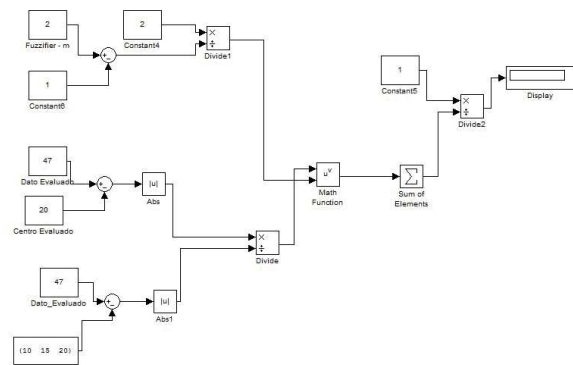 2
Fuzzifier - m
1
Constant6
2
Constant4
×
÷
Divide1
47
Dato Evaluado
20
Centro Evaluado
|u|
Abs
47
Dato_Evaluado
(10 15 20)
|u|
Abs1
×
÷
Divide
u^v
Math
Function
Σ
Sum of
Elements
1
Constant5
×
÷
Divide2
Display